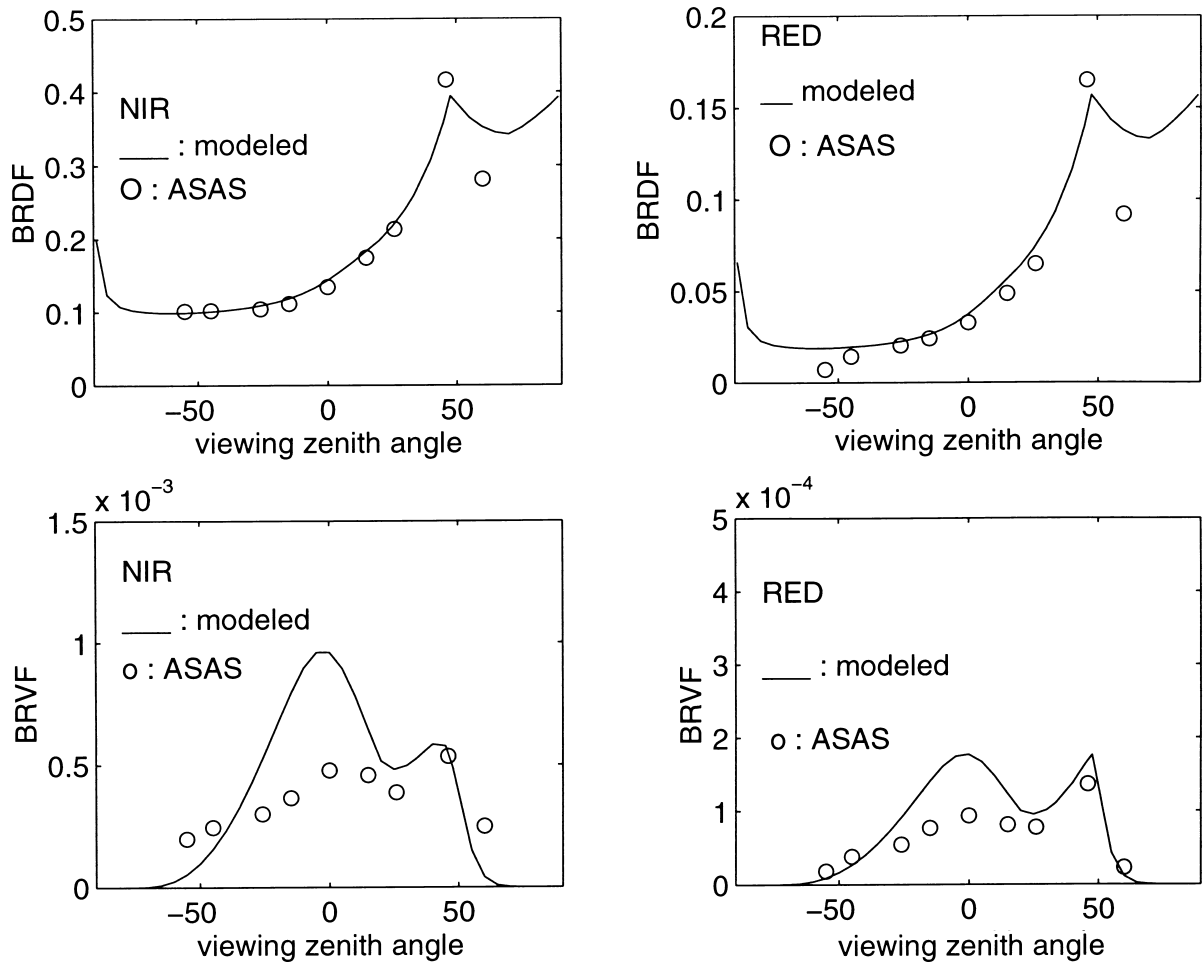 0.5
0.4
0.3
0.2
0.1
0
BRDF
NIR
___ : modeled
O : ASAS
−50 0 50
viewing zenith angle
0.2
0.15
0.1
0.05
0
BRDF
RED
__ modeled
O : ASAS
−50 0 50
viewing zenith angle
x 10−3
1.5
1
0.5
0
BRVF
NIR
___ : modeled
o : ASAS
−50 0 50
viewing zenith angle
x 10−4
5
4
3
2
1
0
BRVF
RED
___ : modeled
o : ASAS
−50 0 50
viewing zenith angle